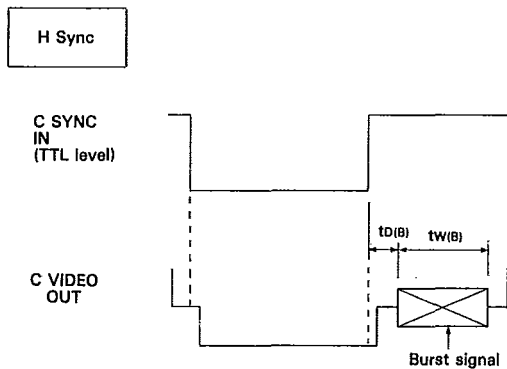 H Sync
C SYNC
IN
(TTL level)
tD(B)
tW(B)
C VIDEO
OUT
Burst signal